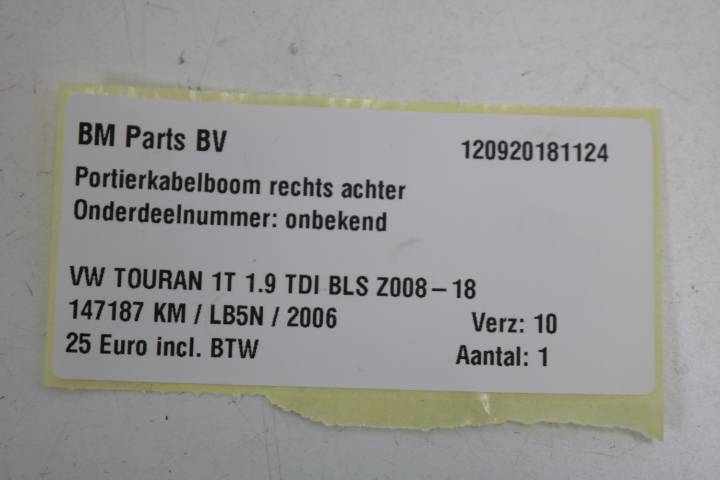 BM Parts BV 120920181124
Portierkabelboom rechts achter
Onderdeelnummer: onbekend
VW TOURAN 1T 1.9 TDI BLS Z008-18
147187 KM / LB5N / 2006 Verz: 10
25 Euro incl. BTW Aantal: 1